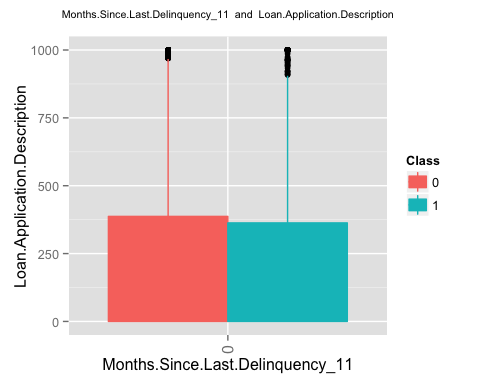 Months.Since.Last.Delinquency_11 and Loan.Application.Description
1000
750
500
250
0
Loan.Application.Description
0
Months.Since.Last.Delinquency_11
Class
0
1